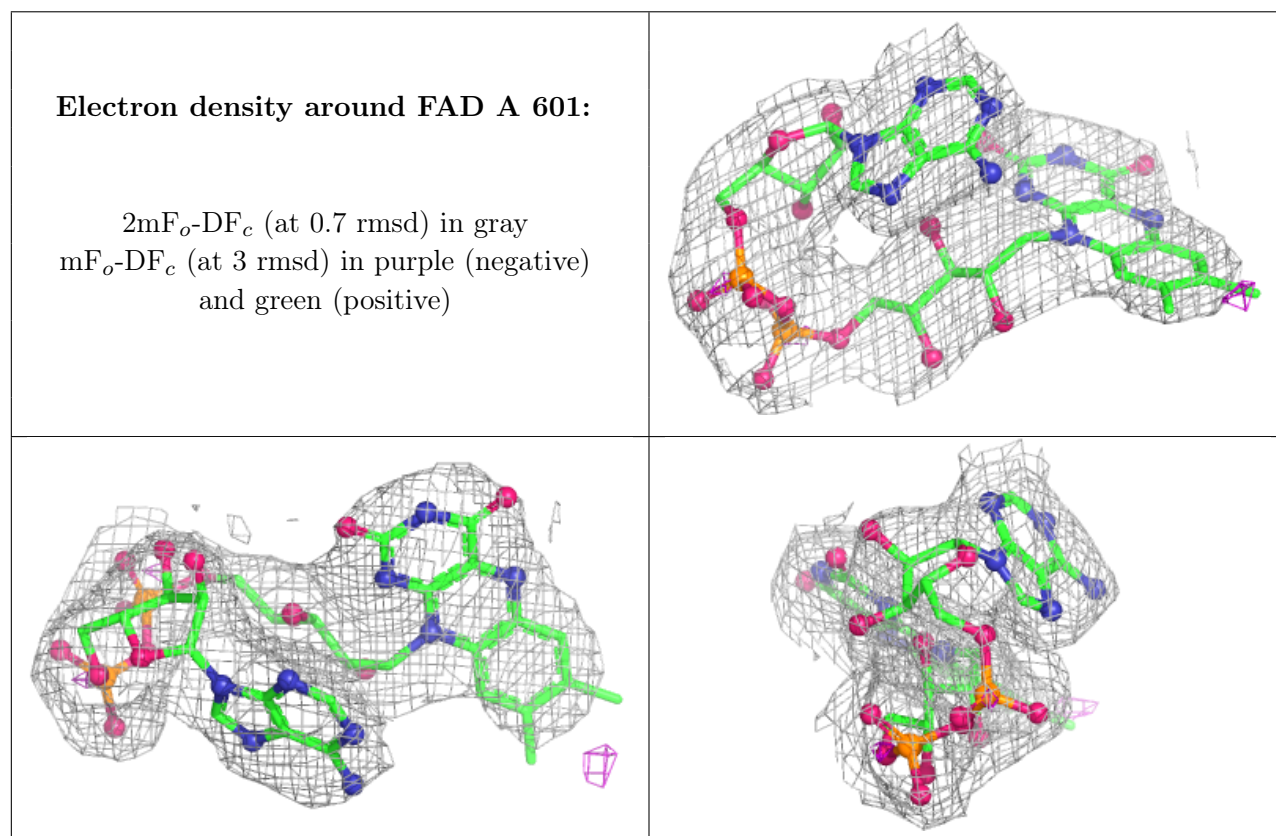 Electron density around FAD A 601:
2mFo-DFc (at 0.7 rmsd) in gray
mFo-DFc (at 3 rmsd) in purple (negative)
and green (positive)